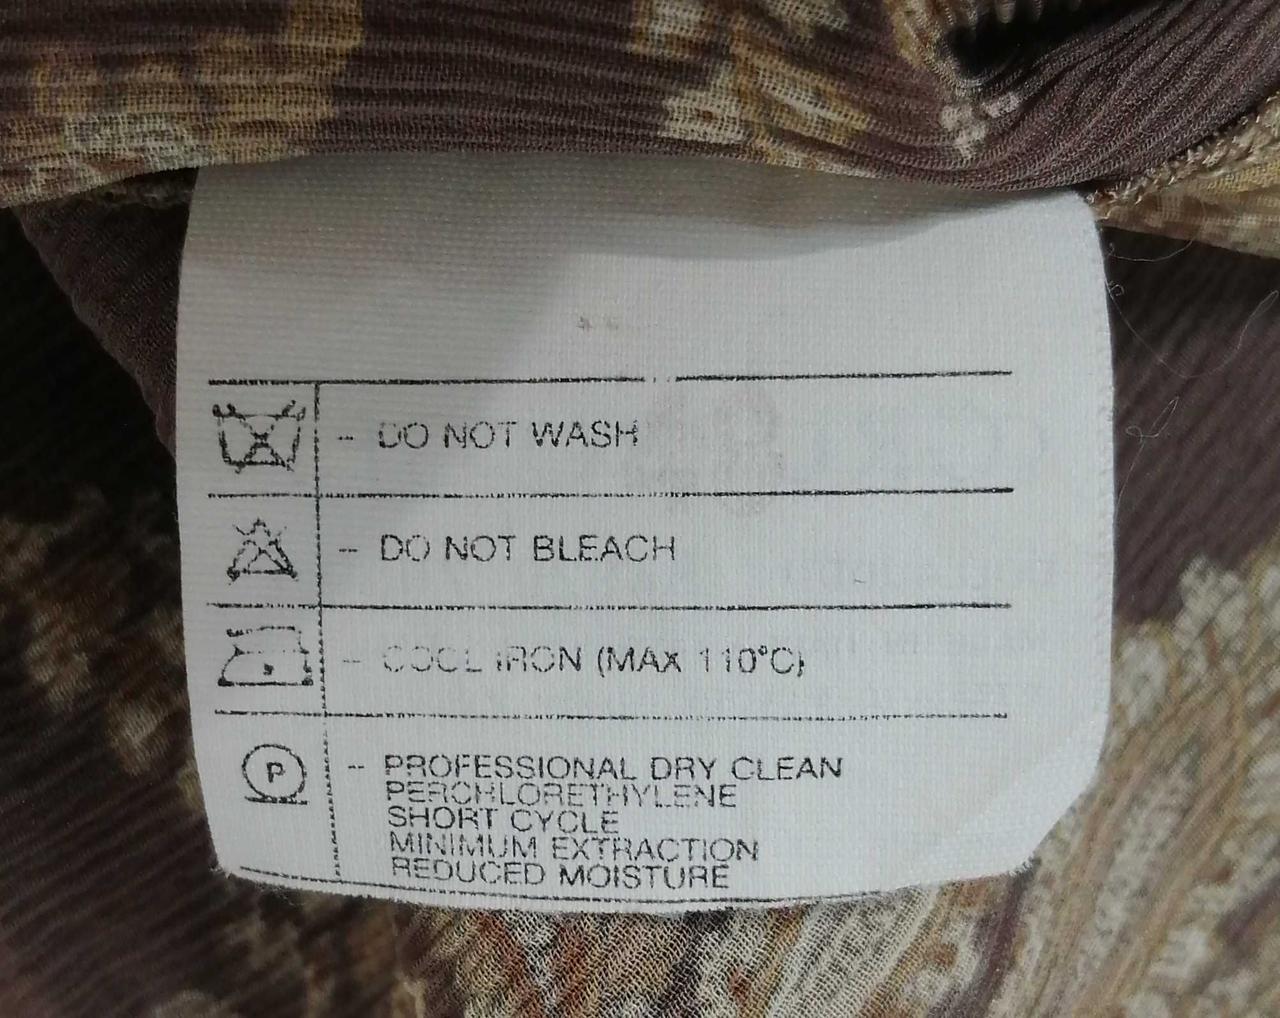 - DO NOT WASH
- DO NOT BLEACH
- COOL IRON (MAX 110°C)
P
- PROFESSIONAL DRY CLEAN
PERCHLORETHYLENE
SHORT CYCLE
MINIMUM EXTRACTION
REDUCED MOISTURE